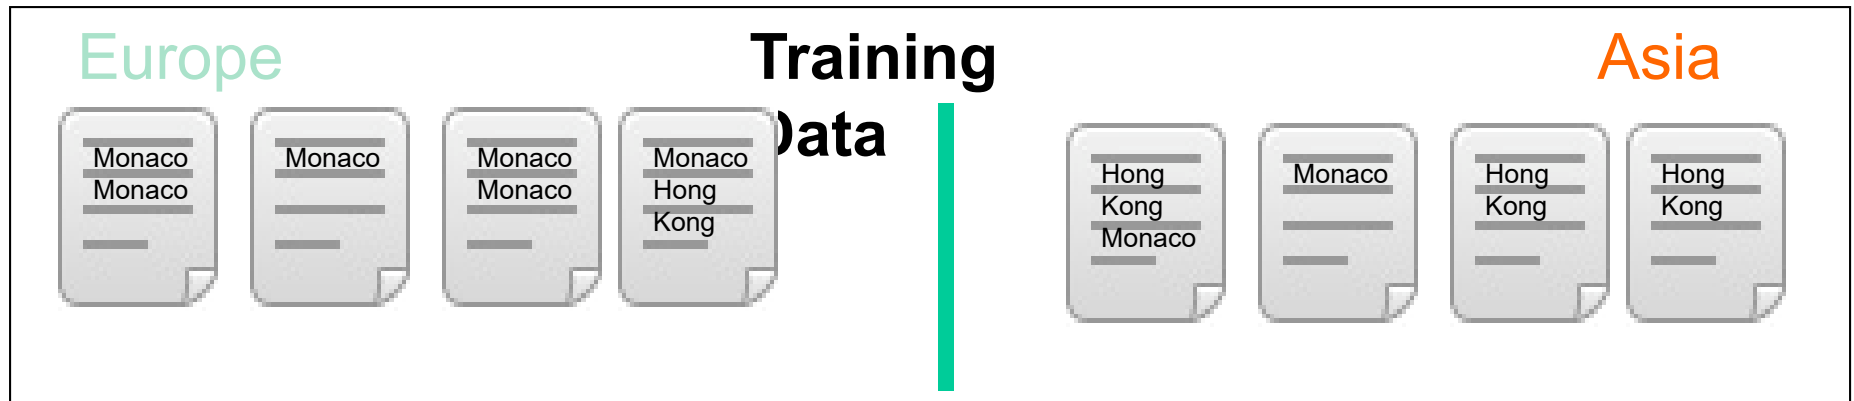 Europe
Training
Data
Asia
Monaco
Monaco
Monaco
Monaco
Monaco
Monaco
Hong
Kong
Hong
Kong
Monaco
Monaco
Hong
Kong
Hong
Kong